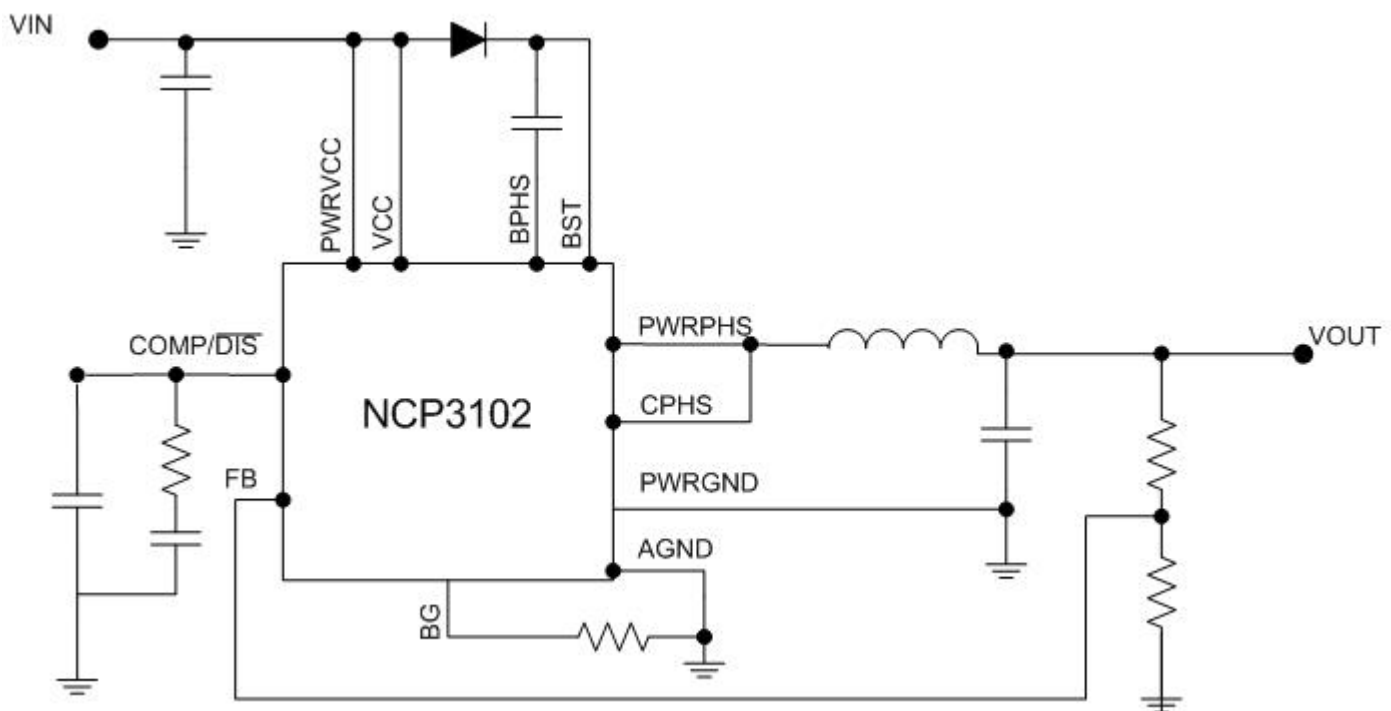 VIN
PWRVCC
VCC
BPHS
BST
COMP/DIS
PWRPHS
VOUT
NCP3102
CPHS
FB
PWRGND
AGND
BG